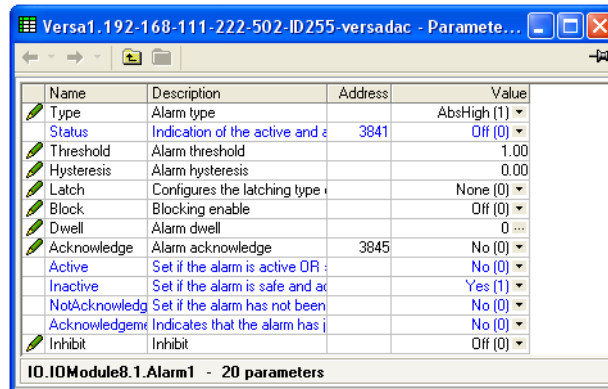 Versa1.192-168-111-222-502-ID255-versadac - Paramete...
Name Description Address Value
Type Alarm type AbsHigh (1)
Status Indication of the active and a 3841 Off (0)
Threshold Alarm threshold 1.00
Hysteresis Alarm hysteresis 0.00
Latch Configures the latching type None (0)
Block Blocking enable Off (0)
Dwell Alarm dwell 0 ...
Acknowledge Alarm acknowledge 3845 No (0)
Active Set if the alarm is active OR No (0)
Inactive Set if the alarm is safe and Yes (1)
NotAcknowledg Set if the alarm has not been No (0)
Acknowledgeme Indicates that the alarm has No (0)
Inhibit Inhibit Off (0)
IO.IOModule8.1.Alarm1 - 20 parameters